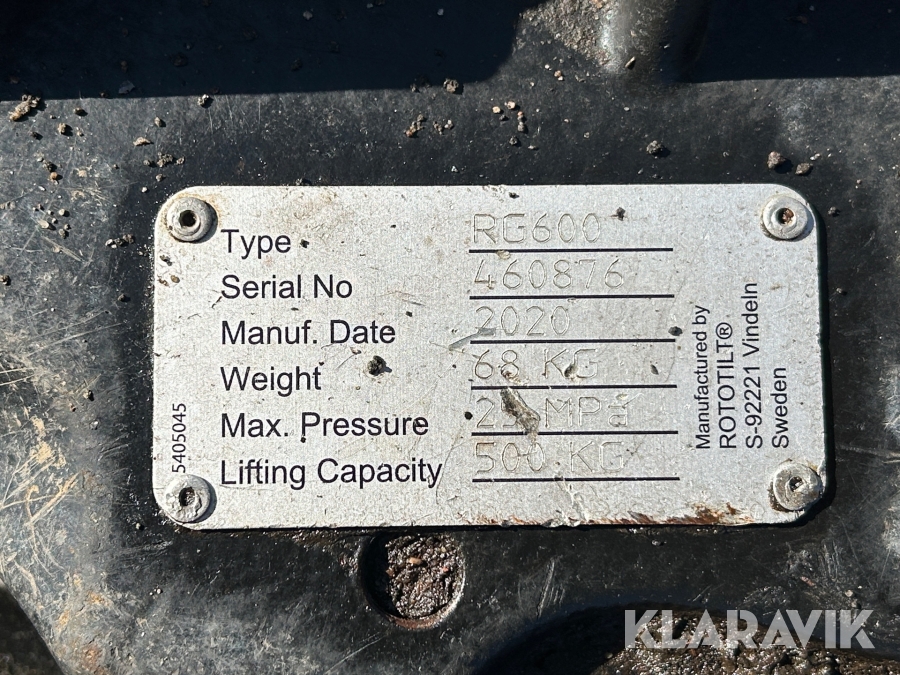 Type RG600
Serial No 460876
Manuf. Date 2020
Weight 68 KG
Max. Pressure MPa
Lifting Capacity 500 KG
5405045
Manufactured by
ROTOTILT®
S-92221 Vindeln
Sweden
KLARAVIK